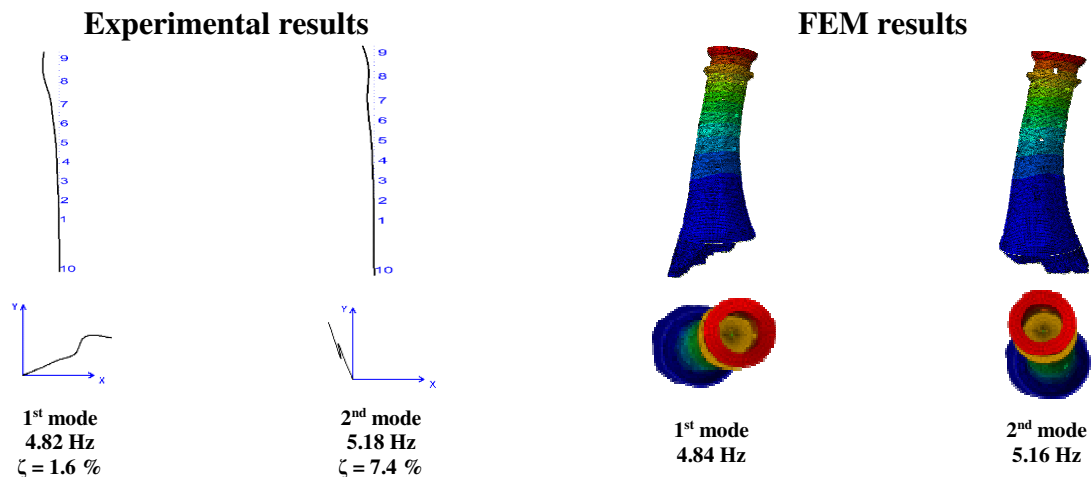 Experimental results
9
8
7
6
5
4
3
2
1
10
Y
X
1st mode
4.82 Hz
ζ = 1.6 %
9
8
7
6
5
4
3
2
1
10
Y
X
2nd mode
5.18 Hz
ζ = 7.4 %
FEM results
1st mode
4.84 Hz
2nd mode
5.16 Hz